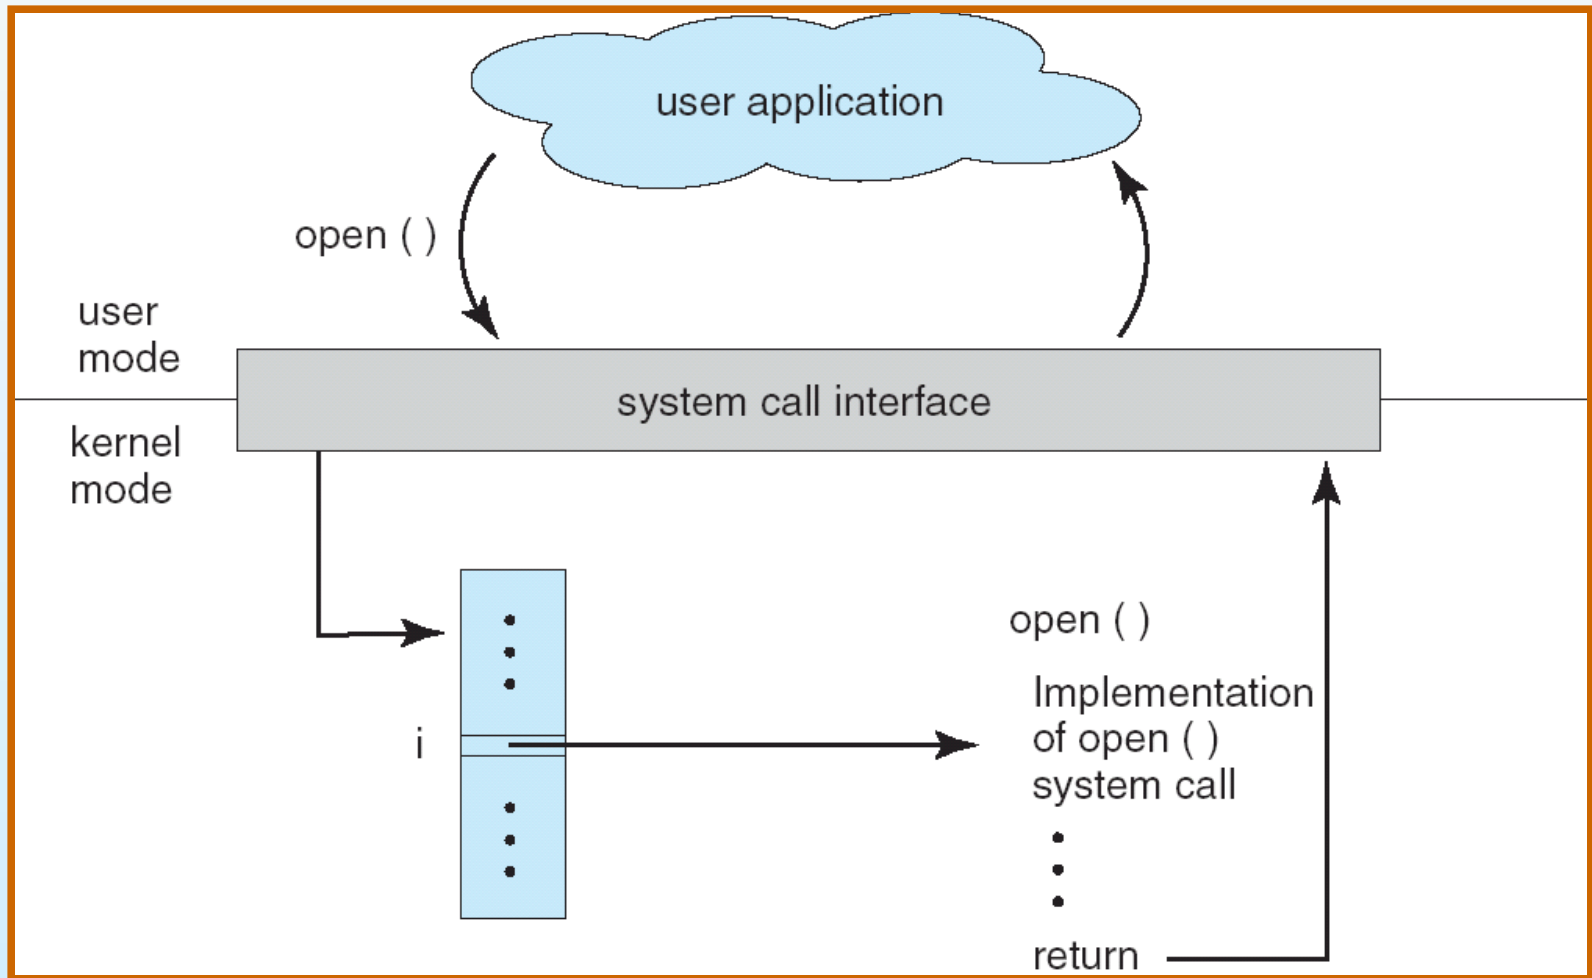 user application
open ( )
user
mode
system call interface
kernel
mode
open ( )
Implementation
of open ( )
system call
i
return